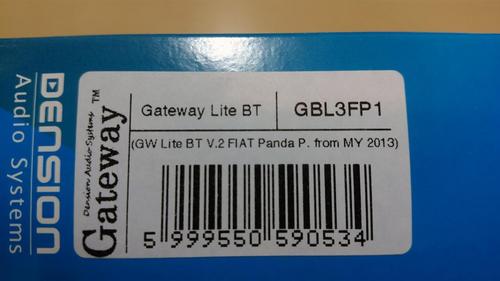 DENSION
Audio Systems
Gateway™
Dension Audio Systems
Gateway Lite BT
GBL3FP1
(GW Lite BT V.2 FIAT Panda P. from MY 2013)
5 999550 590534